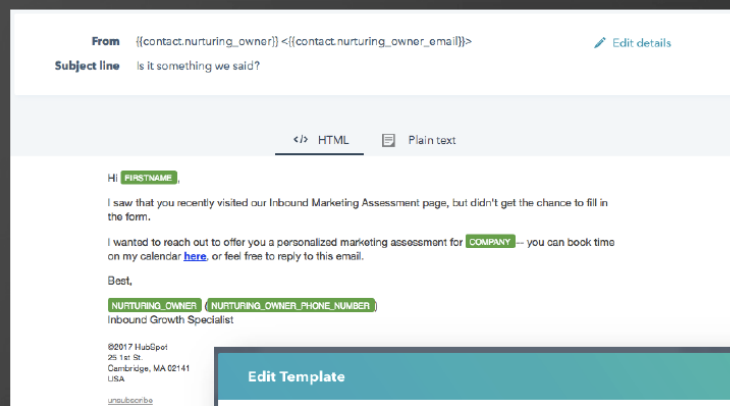 From {{contact.nurturing_owner}} <{{contact.nurturing_owner_email}}> Edit details
Subject line Is it something we said?
</> HTML Plain text
Hi FIRSTNAME,
I saw that you recently visited our Inbound Marketing Assessment page, but didn't get the chance to fill in
the form.
I wanted to reach out to offer you a personalized marketing assessment for COMPANY -- you can book time
on my calendar here, or feel free to reply to this email.
Best,
NURTURING_OWNER (NURTURING_OWNER_PHONE_NUMBER)
Inbound Growth Specialist
©2017 HubSpot
25 1st St.
Cambridge, MA 02141
USA
unsubscribe
Edit Template